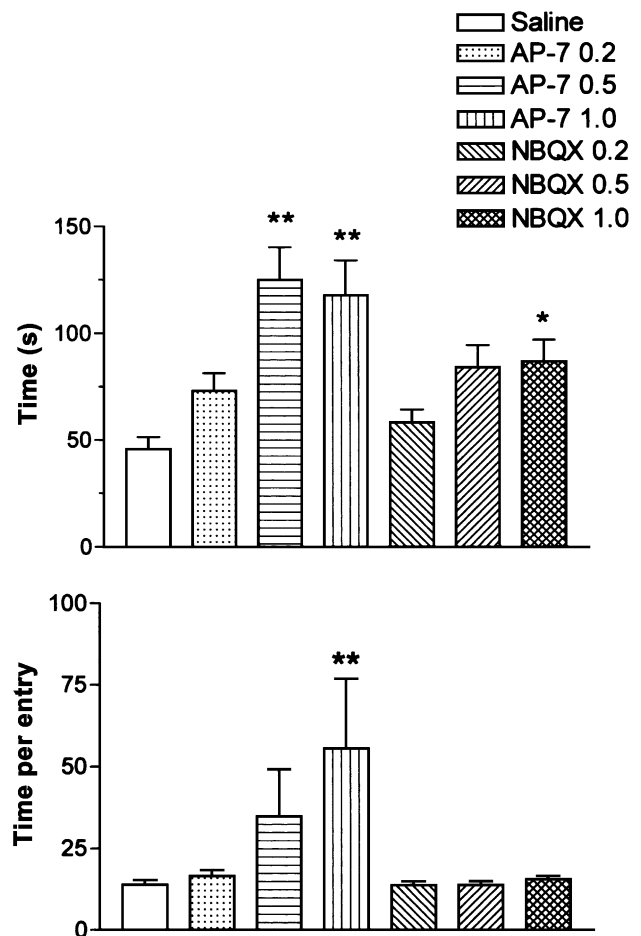 Saline
AP-7 0.2
AP-7 0.5
AP-7 1.0
NBQX 0.2
NBQX 0.5
NBQX 1.0
150
100
50
0
Time (s)
**
**
*
100
75
50
25
0
Time per entry
**